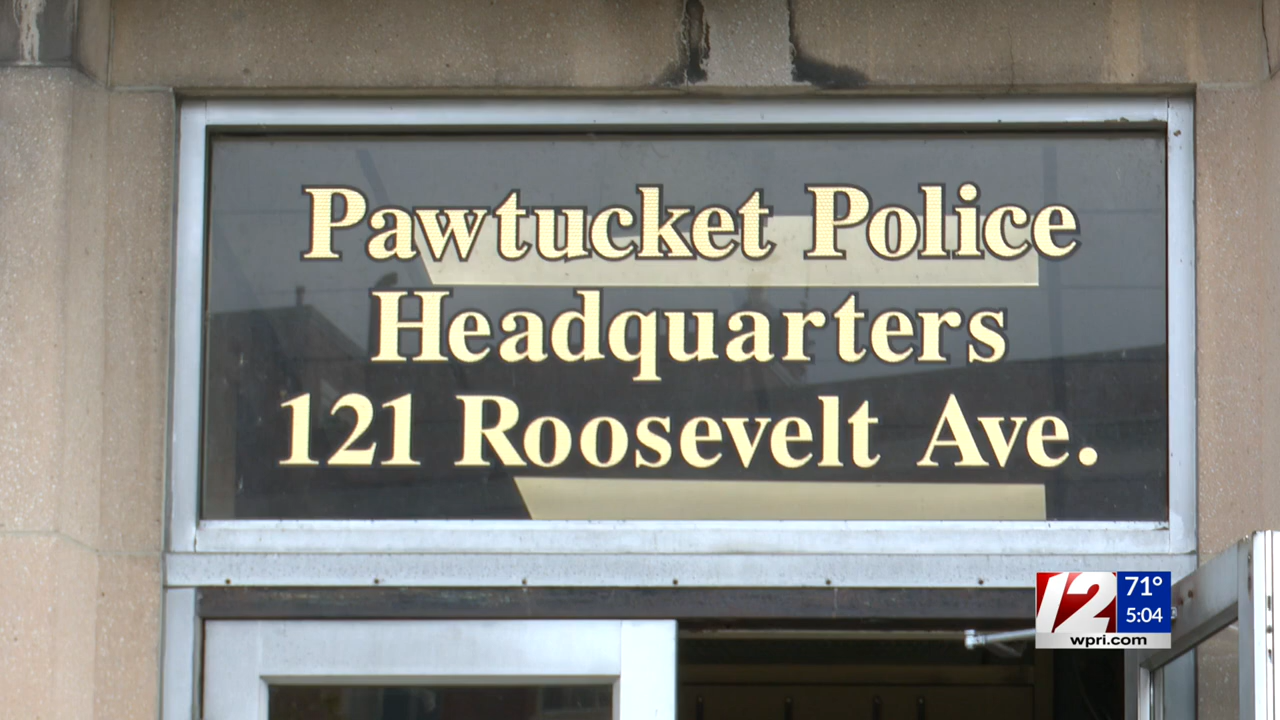 Pawtucket Police
Headquarters
121 Roosevelt Ave.
12 71°
5:04
wpri.com